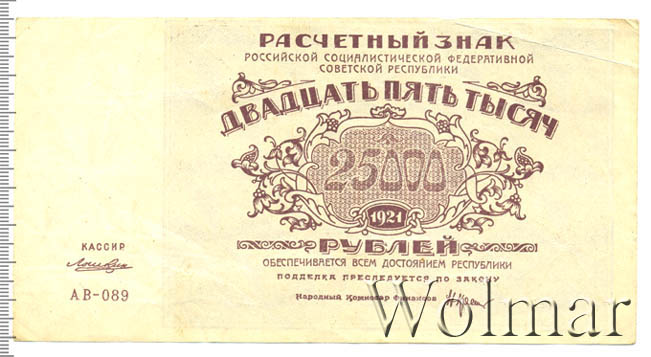 РАСЧЕТНЫЙ ЗНАК
РОССИЙСКОЙ СОЦИАЛИСТИЧЕСКОЙ ФЕДЕРАТИВНОЙ
СОВЕТСКОЙ РЕСПУБЛИКИ
ДВАДЦАТЬ ПЯТЬ ТЫСЯЧ
25000
1921
РУБЛЕЙ
ОБЕСПЕЧИВАЕТСЯ ВСЕМ ДОСТОЯНИЕМ РЕСПУБЛИКИ
ПОДДЕЛКА ПРЕСЛЕДУЕТСЯ ПО ЗАКОНУ
Народный Комиссар Финансов
КАССИР
АВ-089
Wolmar